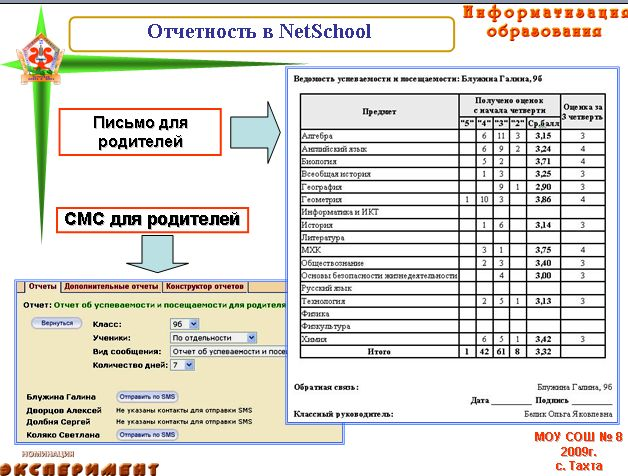 Отчетность в NetSchool
Информатизация
образования
Письмо для
родителей
СМС для родителей
Ведомость успеваемости и посещаемости: Блужина Галина, 9б
Предмет Получено оценок с начала четверти Оценка за 3 четверть
"5" "4" "3" "2" Ср.балл
Алгебра 6 11 3 3,15 3
Английский язык 6 9 2 3,24 4
Биология 5 2 3,71 4
Всеобщая история 1 3 3,25 3
География 9 1 2,90 3
Геометрия 1 10 3 3,86 4
Информатика и ИКТ
История 1 6 3,14 3
Литература
МХК 3 1 3,75 4
Обществознание 2 3 3,40 3
Основы безопасности жизнедеятельности 4 3,00 3
Русский язык
Технология 2 5 1 3,13 3
Физика
Физкультура
Химия 6 5 1 3,42 3
Итого 1 42 61 8 3,32
Обратная связь: Блужина Галина, 9б
Дата Подпись
Классный руководитель: Белик Ольга Яковлевна
Отчеты Дополнительные отчеты Конструктор отчетов
Отчет: Отчет об успеваемости и посещаемости для родителя
Вернуться
Класс: 9б
Ученики: По отдельности
Вид сообщения: Отчет об успеваемости и посе
Количество дней: 7
Блужина Галина Отправить по SMS
Дворцов Алексей Не указаны контакты для отправки SMS
Долбня Сергей Не указаны контакты для отправки SMS
Коляко Светлана Отправить по SMS
МОУ СОШ № 8
2009г.
с. Тахта
НОМИНАЦИЯ
ЭКСПЕРИМЕНТ